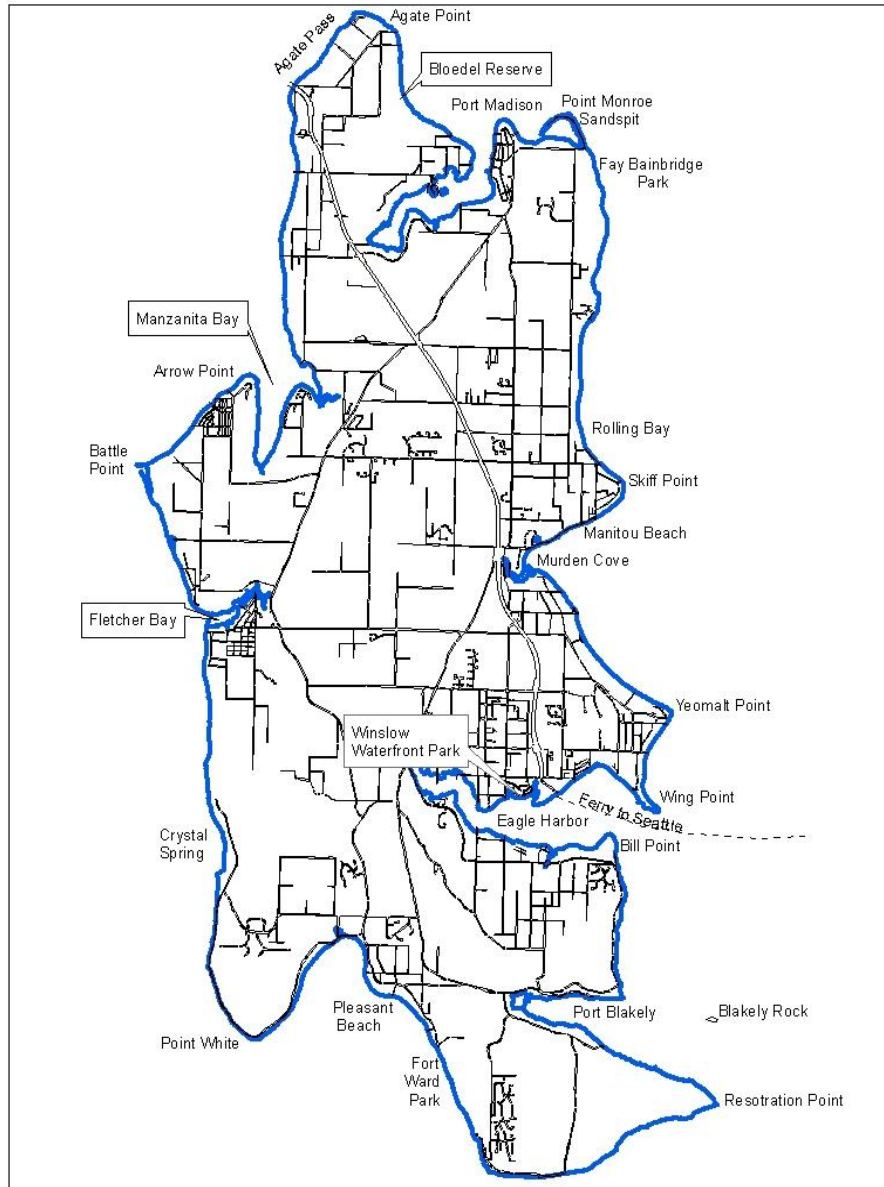 Agate Point
Agate Pass
Bloedel Reserve
Port Madison
Point Monroe
Sandspit
Fay Bainbridge
Park
Manzanita Bay
Arrow Point
Rolling Bay
Battle
Point
Skiff Point
Manitou Beach
Murden Cove
Fletcher Bay
Yeomalt Point
Winslow
Waterfront Park
Wing Point
Ferry to Seattle
Eagle Harbor
Crystal
Spring
Bill Point
Pleasant
Beach
Port Blakely
Blakely Rock
Point White
Fort
Ward
Park
Resotration Point